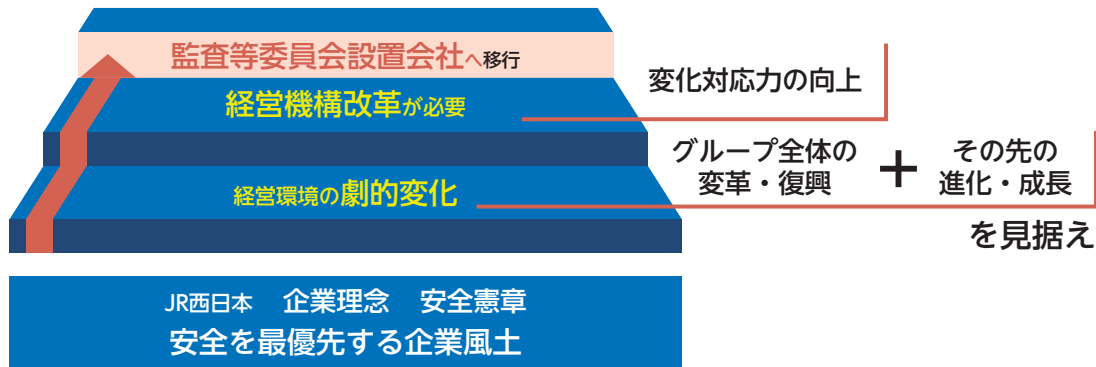 監査等委員会設置会社へ移行
変化対応力の向上
経営機構改革が必要
グループ全体の
変革・復興
＋
その先の
進化・成長
経営環境の劇的変化
を見据え
JR西日本 企業理念 安全憲章
安全を最優先する企業風土